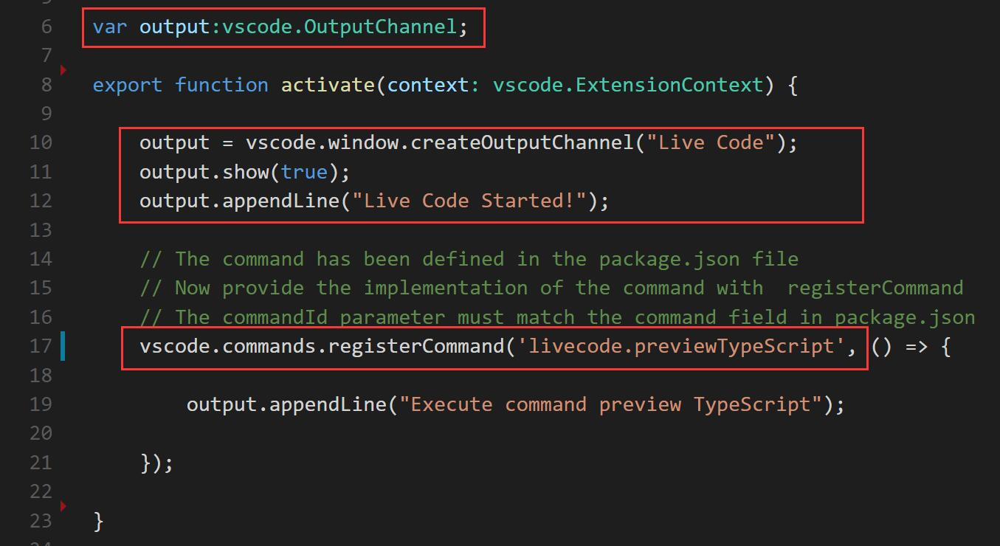 6 var output:vscode.OutputChannel;
7
8 export function activate(context: vscode.ExtensionContext) {
9
10 output = vscode.window.createOutputChannel("Live Code");
11 output.show(true);
12 output.appendLine("Live Code Started!");
13
14 // The command has been defined in the package.json file
15 // Now provide the implementation of the command with  registerCommand
16 // The commandId parameter must match the command field in package.json
17 vscode.commands.registerCommand('livecode.previewTypeScript', () => {
18
19 output.appendLine("Execute command preview TypeScript");
20
21 });
22
23 }